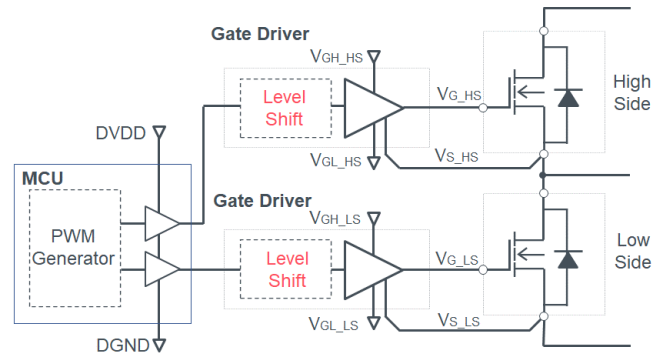 Gate Driver
VGH_HS
Level
Shift
VG_HS
High
Side
DVDD
VGL_HS
VS_HS
MCU
Gate Driver
VGH_LS
PWM
Generator
Level
Shift
VG_LS
Low
Side
VGL_LS
VS_LS
DGND